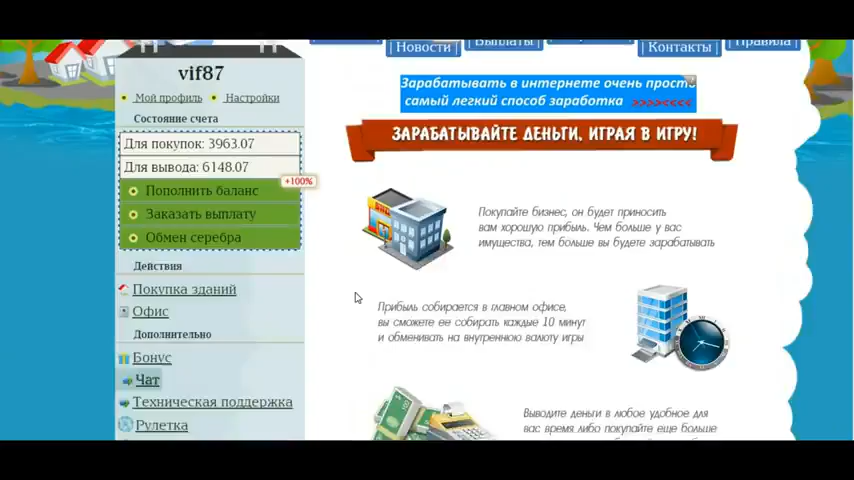 | Новости |
| Выплаты |
| Контакты |
| Правила |
vif87
Мой профиль
Настройки
Состояние счета
Для покупок: 3963.07
Для вывода: 6148.07
+100%
Пополнить баланс
Заказать выплату
Обмен серебра
Действия
Покупка зданий
Офис
Дополнительно
Бонус
Чат
Техническая поддержка
Рулетка
Зарабатывать в интернете очень просто
самый легкий способ заработка >>>><<<<
ЗАРАБАТЫВАЙТЕ ДЕНЬГИ, ИГРАЯ В ИГРУ!
Покупайте бизнес, он будет приносить
вам хорошую прибыль. Чем больше у вас
имущества, тем больше вы будете зарабатывать
Прибыль собирается в главном офисе,
вы сможете ее собирать каждые 10 минут
и обменивать на внутреннюю валюту игры
Выводите деньги в любое удобное для
вас время либо покупайте еще больше